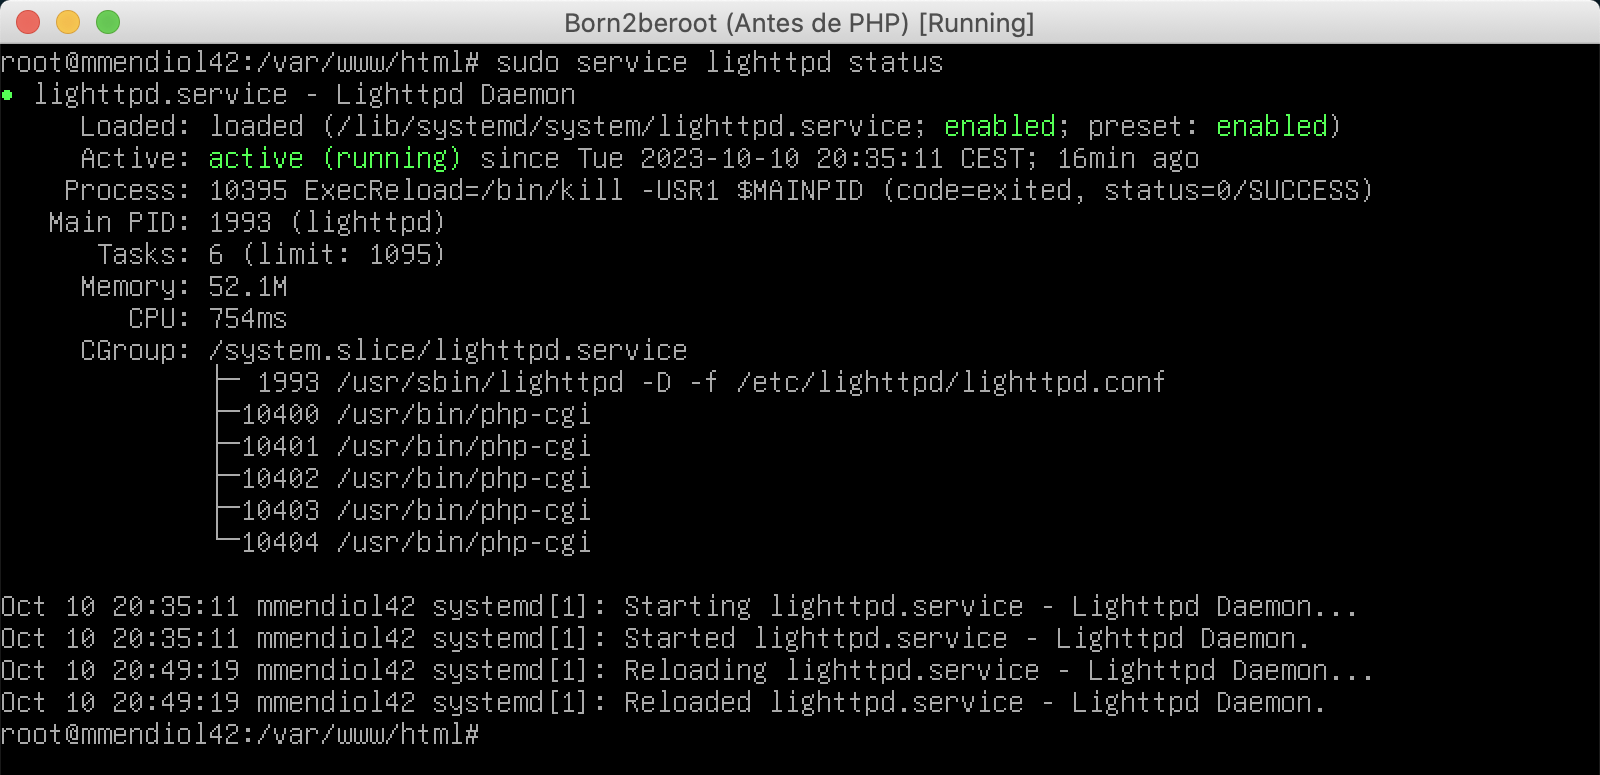 Born2beroot (Antes de PHP) [Running]
root@mmendiol42:/var/www/html# sudo service lighttpd status
● lighttpd.service - Lighttpd Daemon
     Loaded: loaded (/lib/systemd/system/lighttpd.service; enabled; preset: enabled)
     Active: active (running) since Tue 2023-10-10 20:35:11 CEST; 16min ago
    Process: 10395 ExecReload=/bin/kill -USR1 $MAINPID (code=exited, status=0/SUCCESS)
   Main PID: 1993 (lighttpd)
      Tasks: 6 (limit: 1095)
     Memory: 52.1M
        CPU: 754ms
     CGroup: /system.slice/lighttpd.service
             ├─ 1993 /usr/sbin/lighttpd -D -f /etc/lighttpd/lighttpd.conf
             ├─10400 /usr/bin/php-cgi
             ├─10401 /usr/bin/php-cgi
             ├─10402 /usr/bin/php-cgi
             ├─10403 /usr/bin/php-cgi
             └─10404 /usr/bin/php-cgi
Oct 10 20:35:11 mmendiol42 systemd[1]: Starting lighttpd.service - Lighttpd Daemon...
Oct 10 20:35:11 mmendiol42 systemd[1]: Started lighttpd.service - Lighttpd Daemon.
Oct 10 20:49:19 mmendiol42 systemd[1]: Reloading lighttpd.service - Lighttpd Daemon...
Oct 10 20:49:19 mmendiol42 systemd[1]: Reloaded lighttpd.service - Lighttpd Daemon.
root@mmendiol42:/var/www/html#